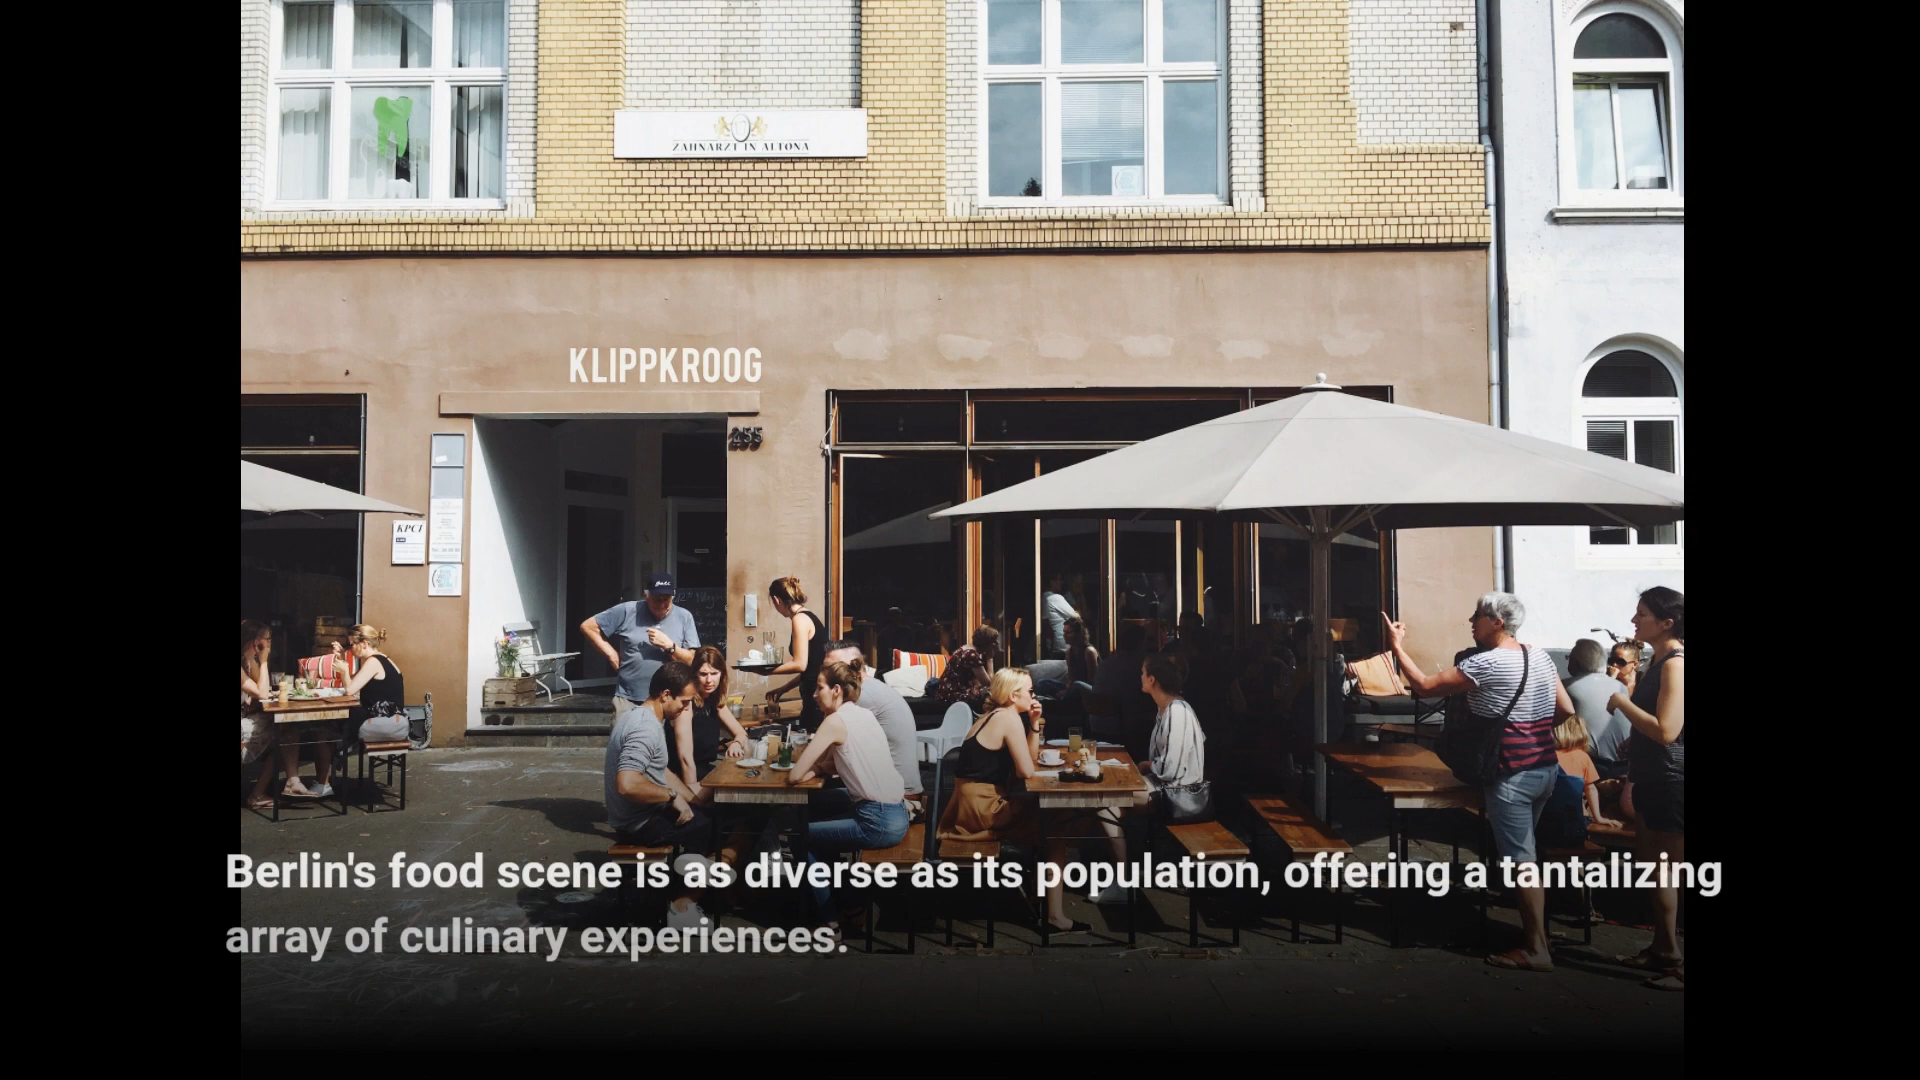 ZAHNARZT IN ALTONA
KLIPPKROOG
255
KPCT
Berlin's food scene is as diverse as its population, offering a tantalizing
array of culinary experiences.